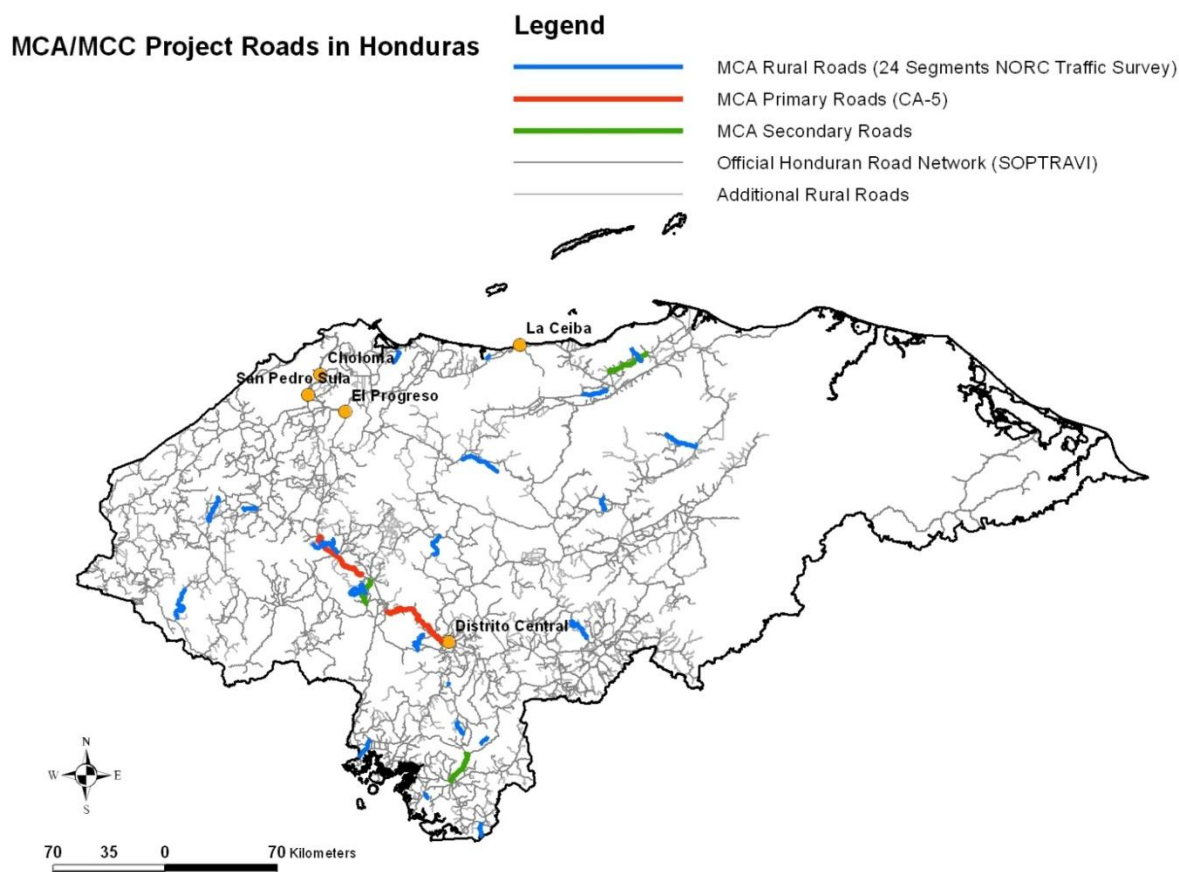 MCA/MCC Project Roads in Honduras
Legend
MCA Rural Roads (24 Segments NORC Traffic Survey)
MCA Primary Roads (CA-5)
MCA Secondary Roads
Official Honduran Road Network (SOPTRAVI)
Additional Rural Roads
La Ceiba
Choloma
San Pedro Sula
El Progreso
Distrito Central
N
W E
S
70 35 0 70 Kilometers